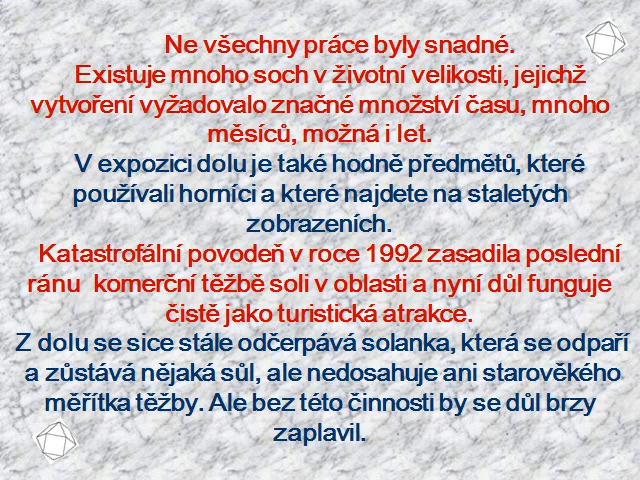 Ne všechny práce byly snadné.
Existuje mnoho soch v životní velikosti, jejichž
vytvoření vyžadovalo značné množství času, mnoho
měsíců, možná i let.
V expozici dolu je také hodně předmětů, které
používali horníci a které najdete na staletých
zobrazeních.
Katastrofální povodeň v roce 1992 zasadila poslední
ránu  komerční těžbě soli v oblasti a nyní důl funguje
čistě jako turistická atrakce.
Z dolu se sice stále odčerpává solanka, která se odpaří
a zůstává nějaká sůl, ale nedosahuje ani starověkého
měřítka těžby. Ale bez této činnosti by se důl brzy
zaplavil.